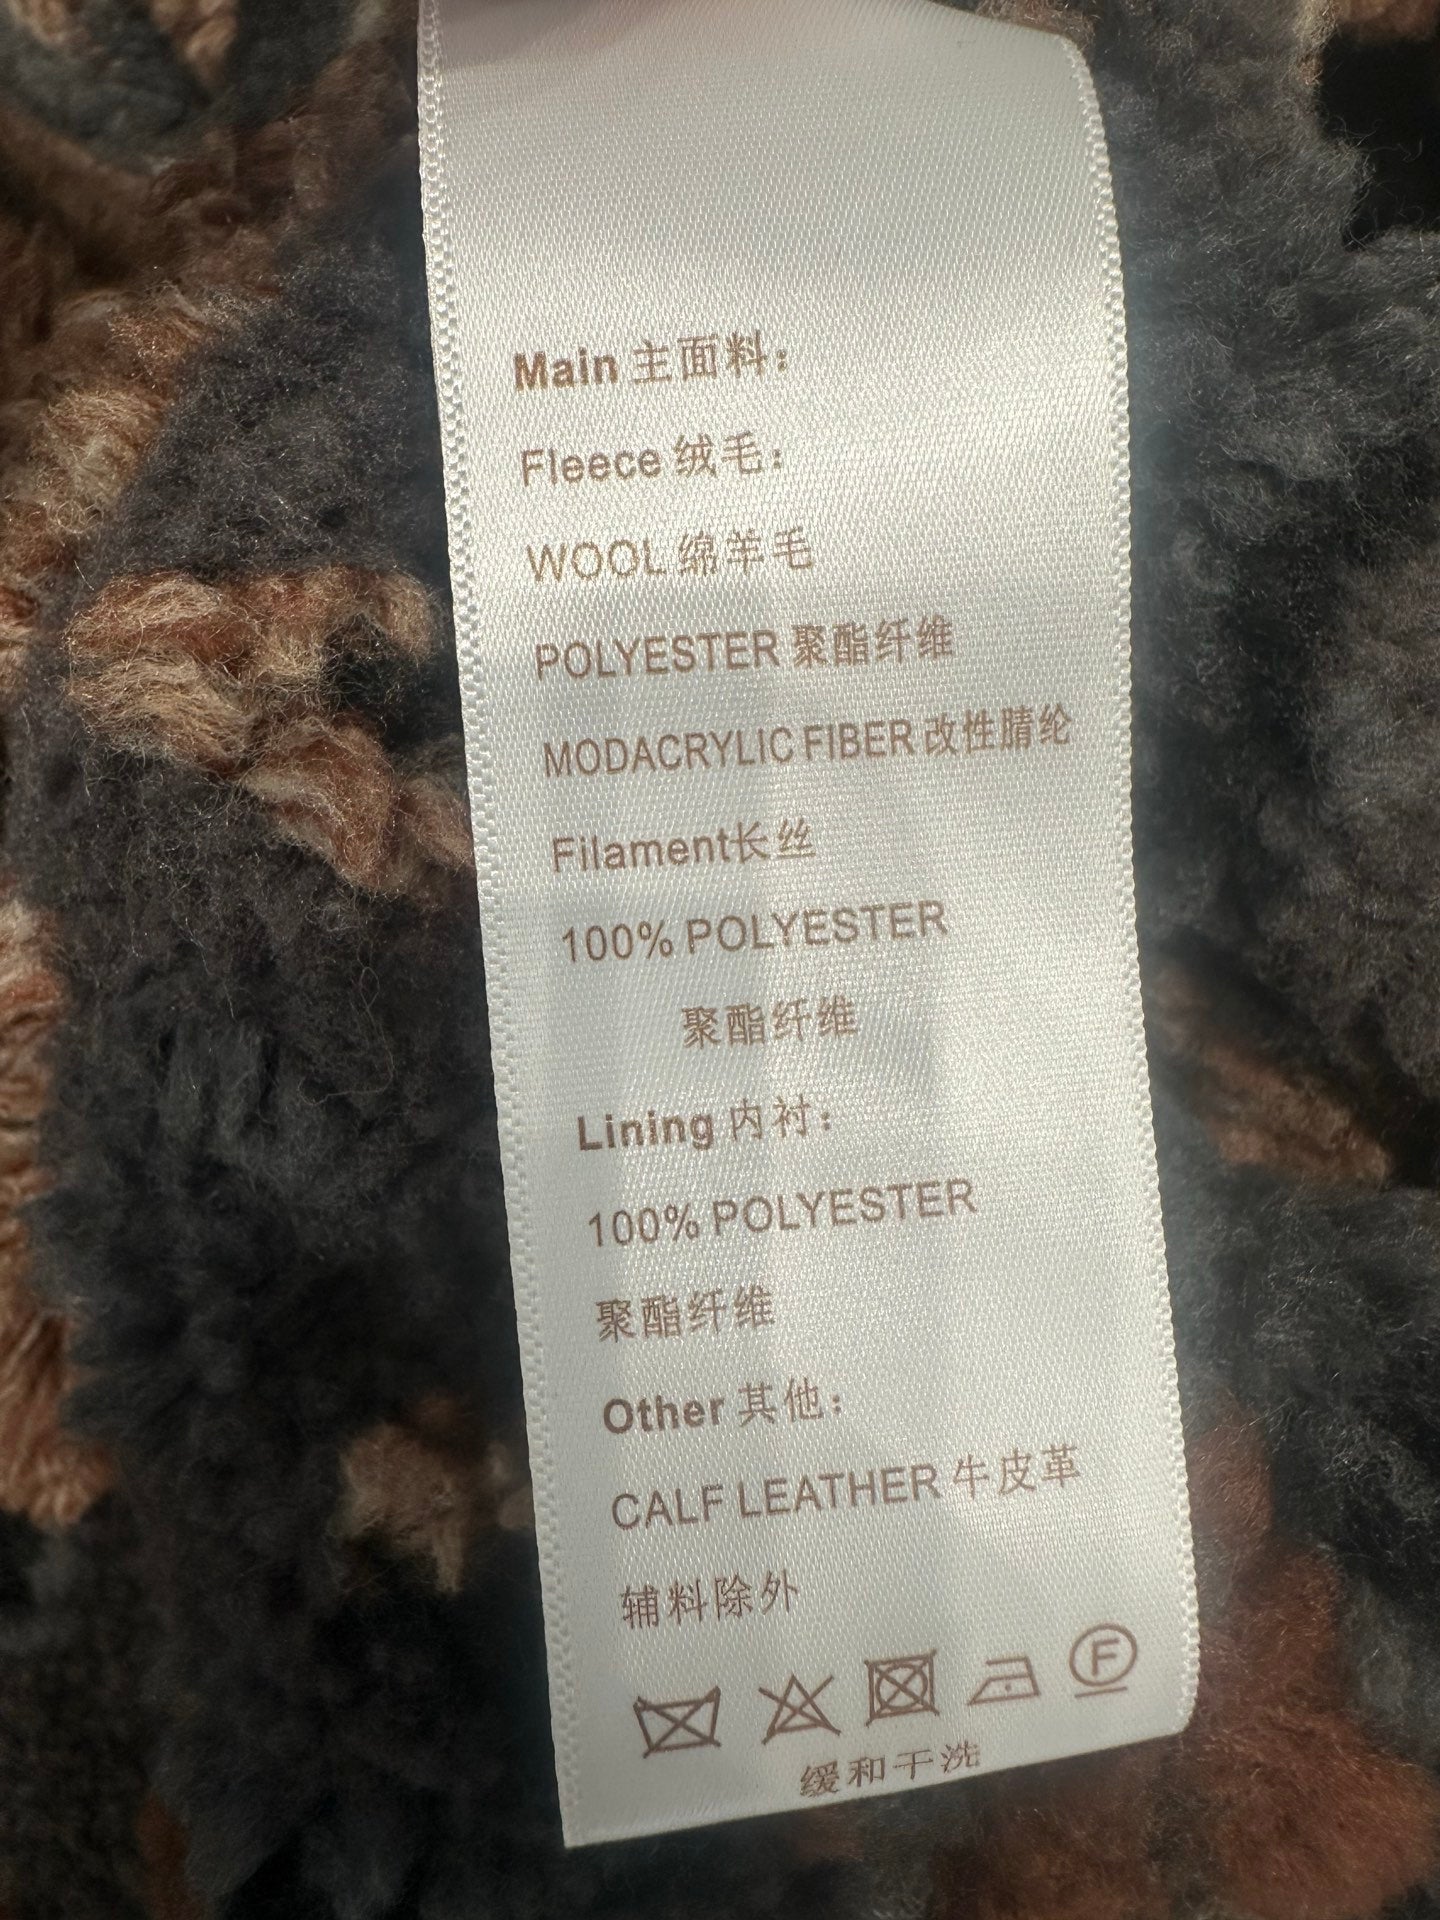 Main 主面料：
Fleece 绒毛：
WOOL 绵羊毛
POLYESTER 聚酯纤维
MODACRYLIC FIBER 改性腈纶
Filament长丝
100% POLYESTER
聚酯纤维
Lining 内衬：
100% POLYESTER
聚酯纤维
Other 其他：
CALF LEATHER 牛皮革
辅料除外
F
缓和干洗